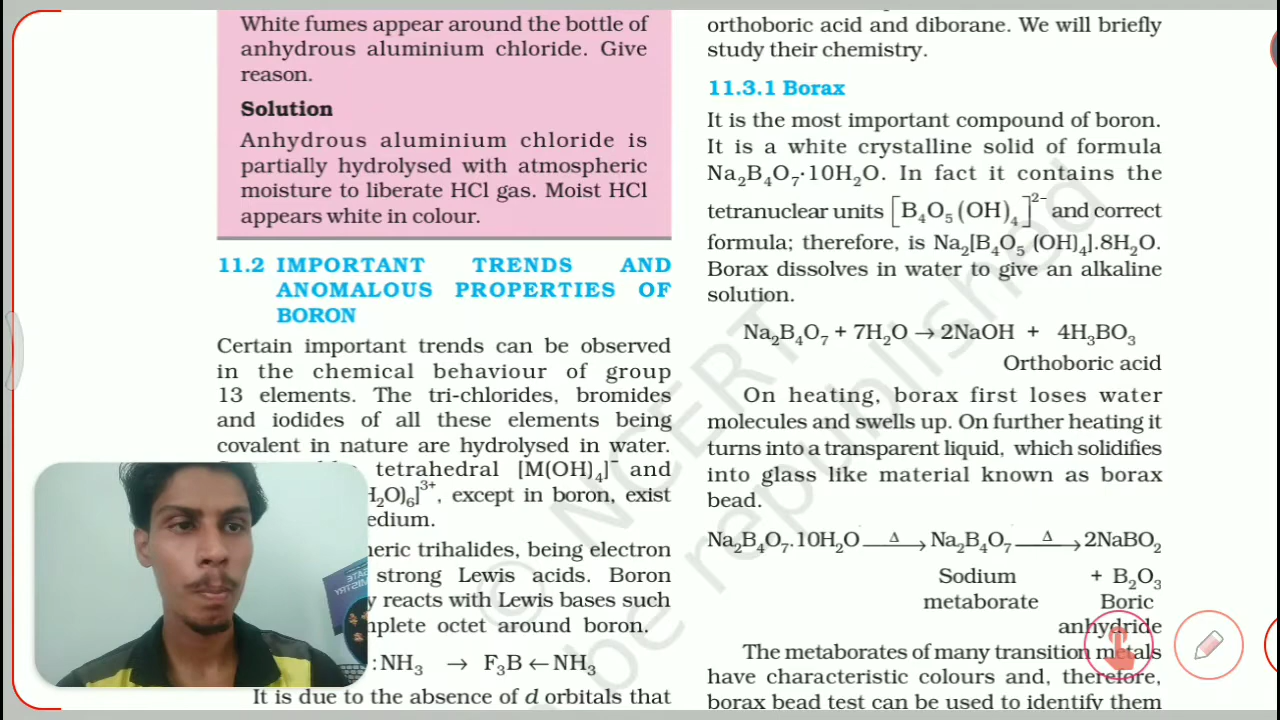 White fumes appear around the bottle of
anhydrous aluminium chloride. Give
reason.
Solution
Anhydrous aluminium chloride is
partially hydrolysed with atmospheric
moisture to liberate HCl gas. Moist HCl
appears white in colour.
11.2 IMPORTANT TRENDS AND
ANOMALOUS PROPERTIES OF
BORON
Certain important trends can be observed
in the chemical behaviour of group
13 elements. The tri-chlorides, bromides
and iodides of all these elements being
covalent in nature are hydrolysed in water.
tetrahedral [M(OH)₄]⁻ and
H₂O)₆]³⁺, except in boron, exist
edium.
neric trihalides, being electron
strong Lewis acids. Boron
y reacts with Lewis bases such
nplete octet around boron.
:NH₃ → F₃B ← NH₃
It is due to the absence of d orbitals that
orthoboric acid and diborane. We will briefly
study their chemistry.
11.3.1 Borax
It is the most important compound of boron.
It is a white crystalline solid of formula
Na₂B₄O₇·10H₂O. In fact it contains the
tetranuclear units [B₄O₅(OH)₄]²⁻ and correct
formula; therefore, is Na₂[B₄O₅ (OH)₄].8H₂O.
Borax dissolves in water to give an alkaline
solution.
Na₂B₄O₇ + 7H₂O → 2NaOH + 4H₃BO₃
Orthoboric acid
On heating, borax first loses water
molecules and swells up. On further heating it
turns into a transparent liquid, which solidifies
into glass like material known as borax
bead.
Na₂B₄O₇.10H₂O —Δ→ Na₂B₄O₇ —Δ→ 2NaBO₂
Sodium + B₂O₃
metaborate Boric
anhydride
The metaborates of many transition metals
have characteristic colours and, therefore,
borax bead test can be used to identify them
© NCERT
be republished